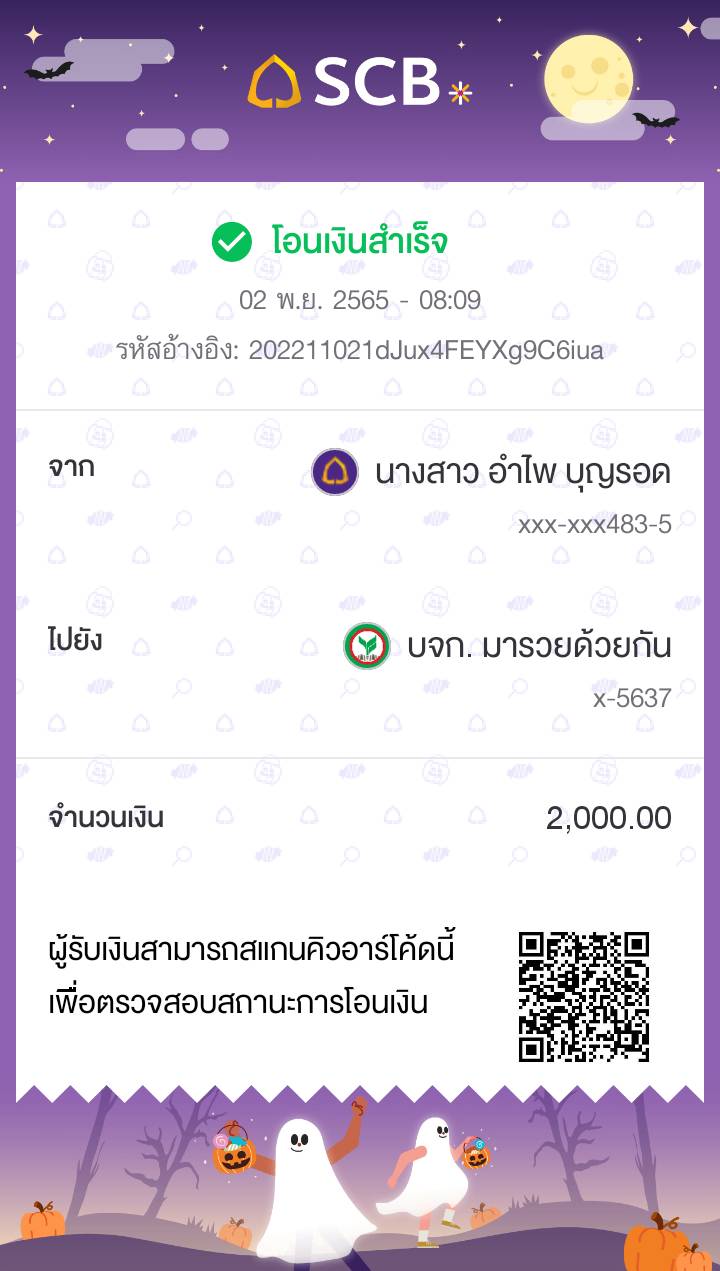 SCB
โอนเงินสำเร็จ
02 พ.ย. 2565 - 08:09
รหัสอ้างอิง: 202211021dJux4FEYXg9C6iua
จาก
นางสาว อำไพ บุญรอด
xxx-xxx483-5
ไปยัง
บจก. มารวยด้วยกัน
x-5637
จำนวนเงิน
2,000.00
ผู้รับเงินสามารถสแกนคิวอาร์โค้ดนี้
เพื่อตรวจสอบสถานะการโอนเงิน